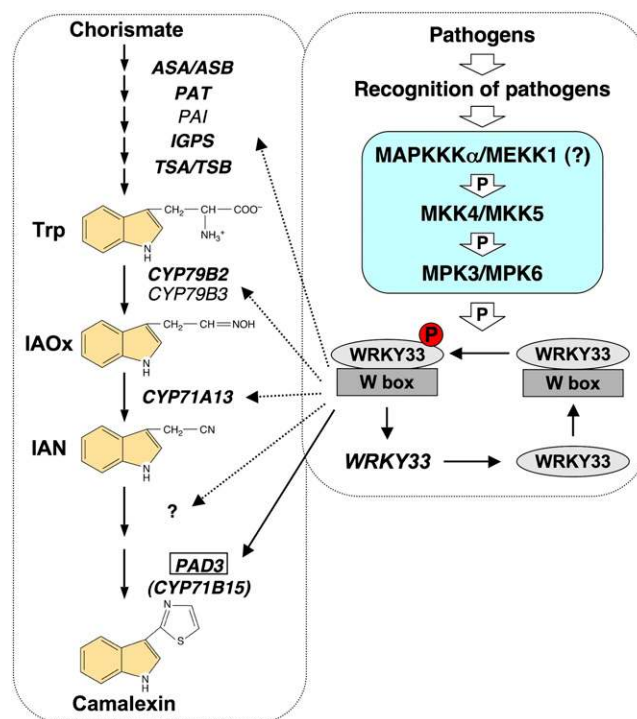 Chorismate
ASA/ASB
PAT
PAI
IGPS
TSA/TSB
Trp
CH2
CH
COO−
NH3+
N
H
CYP79B2
CYP79B3
IAOx
CH2
CH
NOH
N
H
CYP71A13
IAN
CH2
CN
N
H
?
PAD3
(CYP71B15)
N
S
N
H
Camalexin
Pathogens
Recognition of pathogens
MAPKKKα/MEKK1 (?)
P
MKK4/MKK5
P
MPK3/MPK6
P
P
WRKY33
W box
WRKY33
W box
WRKY33
WRKY33